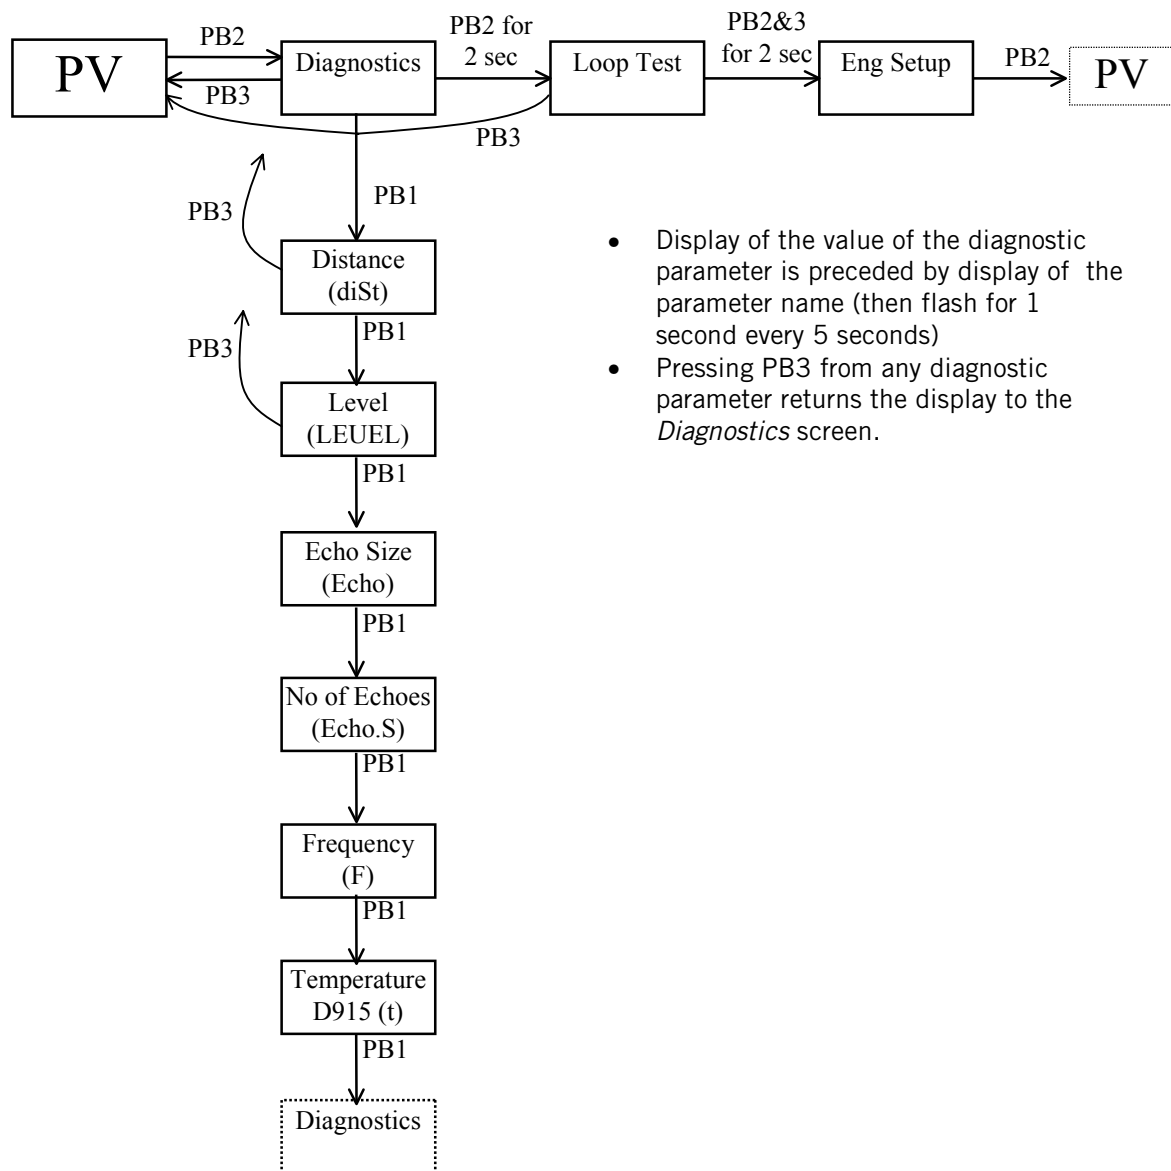 PV
PB2
PB3
Diagnostics
PB2 for
2 sec
Loop Test
PB3
PB2&3
for 2 sec
Eng Setup
PB2
PV
PB1
PB3
Distance
(diSt)
PB1
PB3
Level
(LEUEL)
PB1
Echo Size
(Echo)
PB1
No of Echoes
(Echo.S)
PB1
Frequency
(F)
PB1
Temperature
D915 (t)
PB1
Diagnostics
• Display of the value of the diagnostic
parameter is preceded by display of the
parameter name (then flash for 1
second every 5 seconds)
• Pressing PB3 from any diagnostic
parameter returns the display to the
Diagnostics screen.